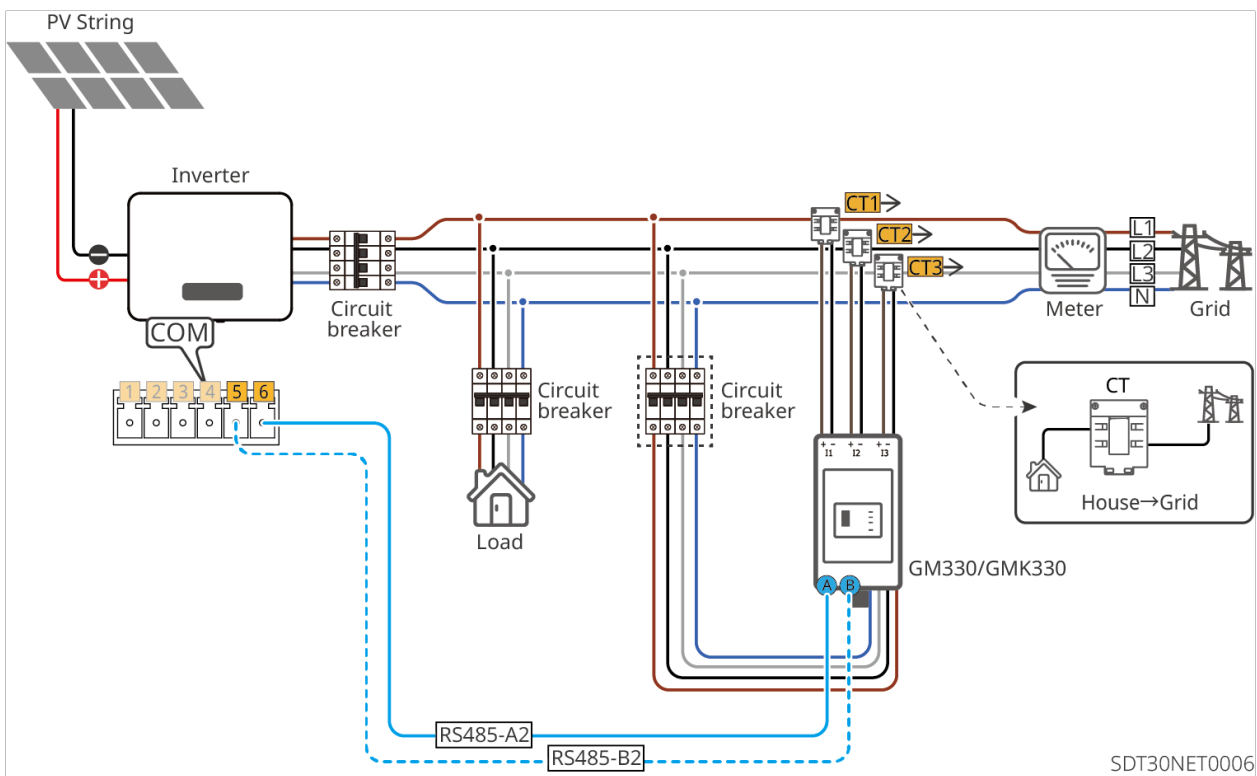 PV String
Inverter
CT1
CT2
CT3
L1
L2
L3
N
Circuit
breaker
Meter
Grid
COM
1 2 3 4 5 6
Circuit
breaker
Circuit
breaker
CT
House→Grid
+ - + - + -
I1 I2 I3
Load
GM330/GMK330
A B
RS485-A2
RS485-B2
SDT30NET0006